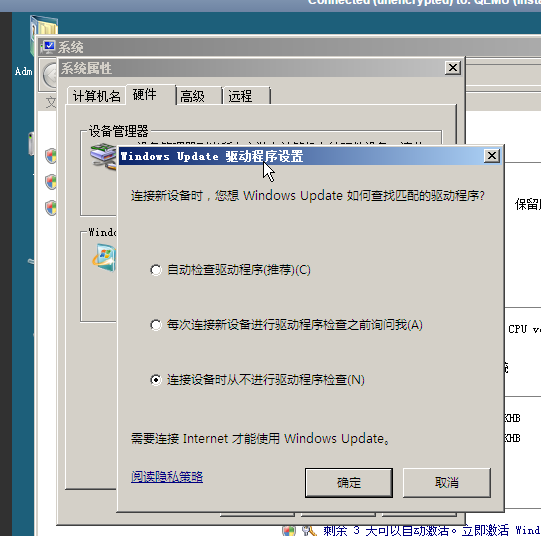 Connected (unencrypted) to: QEMU (Inst
系统
Adm
系统属性
计算机名
硬件
高级
远程
设备管理器
Windows Update 驱动程序设置
连接新设备时，您想 Windows Update 如何查找匹配的驱动程序?
保留
Windo
自动检查驱动程序(推荐)(C)
每次连接新设备进行驱动程序检查之前询问我(A)
CPU
连接设备时从不进行驱动程序检查(N)
KHB
需要连接 Internet 才能使用 Windows Update。
KHB
阅读隐私策略
确定
取消
剩余 3 天可以自动激活。立即激活 Wind